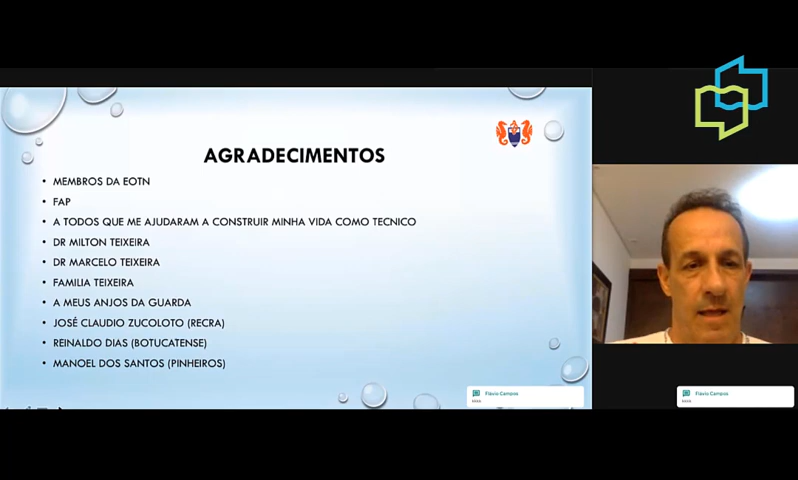 AGRADECIMENTOS
• MEMBROS DA EOTN
• FAP
• A TODOS QUE ME AJUDARAM A CONSTRUIR MINHA VIDA COMO TECNICO
• DR MILTON TEIXEIRA
• DR MARCELO TEIXEIRA
• FAMILIA TEIXEIRA
• A MEUS ANJOS DA GUARDA
• JOSÉ CLAUDIO ZUCOLOTO (RECRA)
• REINALDO DIAS (BOTUCATENSE)
• MANOEL DOS SANTOS (PINHEIROS)
Flávio Campos
Flávio Campos